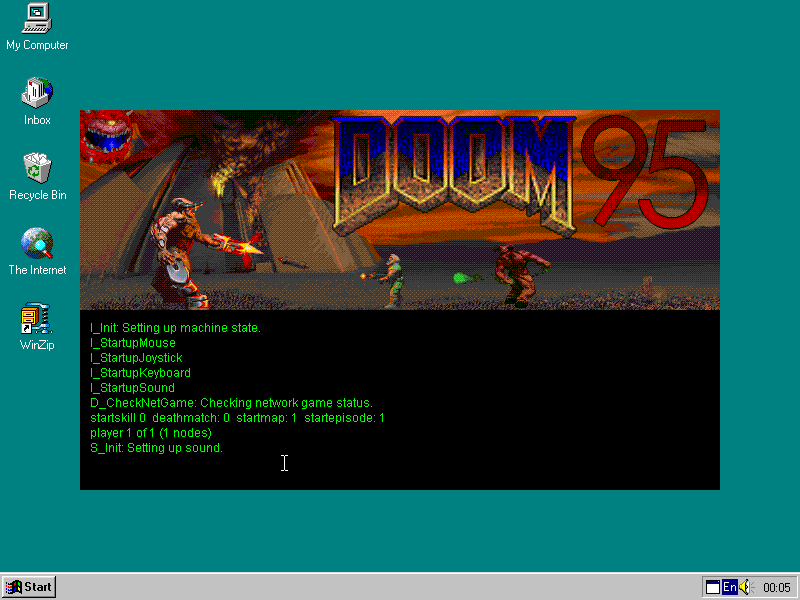 My Computer
Inbox
Recycle Bin
The Internet
WinZip
DOOM 95
I_Init: Setting up machine state.
I_StartupMouse
I_StartupJoystick
I_StartupKeyboard
I_StartupSound
D_CheckNetGame: Checking network game status.
startskill 0 deathmatch: 0 startmap: 1 startepisode: 1
player 1 of 1 (1 nodes)
S_Init: Setting up sound.
Start
En
00:05